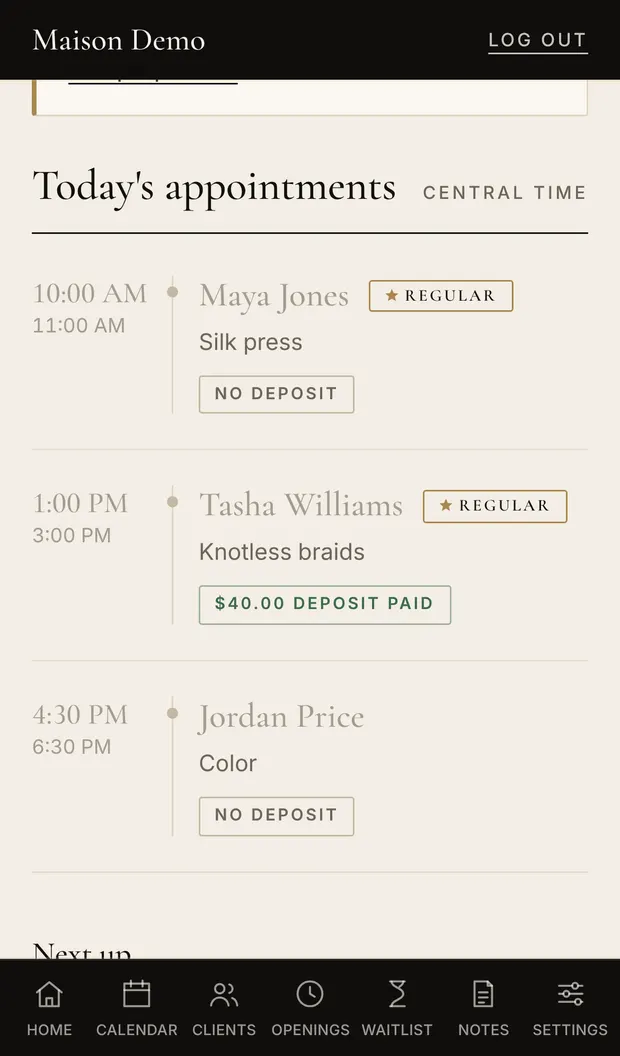 Maison Demo
LOG OUT
Today's appointments
CENTRAL TIME
10:00 AM
11:00 AM
Maya Jones
REGULAR
Silk press
NO DEPOSIT
1:00 PM
3:00 PM
Tasha Williams
REGULAR
Knotless braids
$40.00 DEPOSIT PAID
4:30 PM
6:30 PM
Jordan Price
Color
NO DEPOSIT
Next up
HOME
CALENDAR
CLIENTS
OPENINGS
WAITLIST
NOTES
SETTINGS